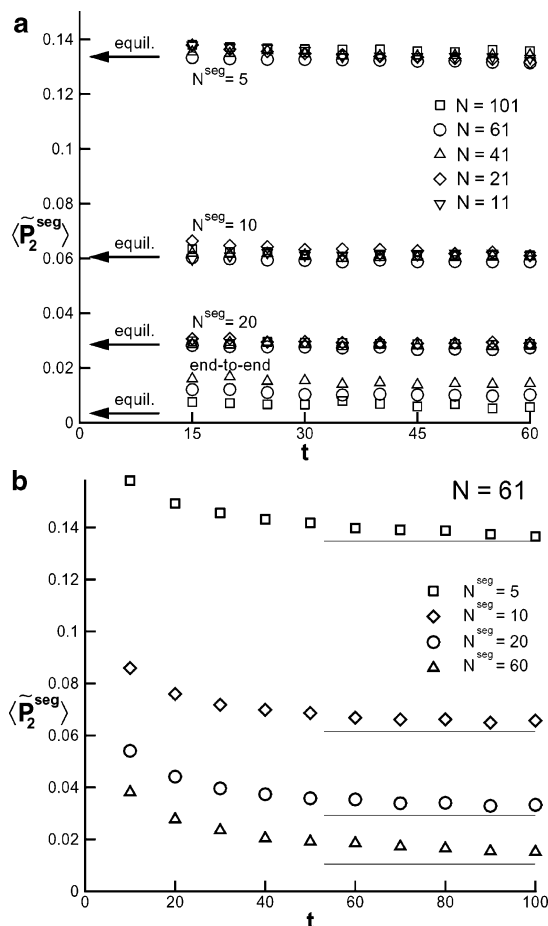 a
0.14
equil.
N^seg = 5
0.12
N = 101
N = 61
0.1
N = 41
N = 21
0.08
N = 11
N^seg = 10
⟨P̃₂^seg⟩
equil.
0.06
0.04
N^seg = 20
equil.
0.02
end-to-end
equil.
0
0 15 30 45 60
t
b
N = 61
0.14
0.12
N^seg = 5
0.1
N^seg = 10
N^seg = 20
0.08
N^seg = 60
⟨P̃₂^seg⟩
0.06
0.04
0.02
0
0 20 40 60 80 100
t